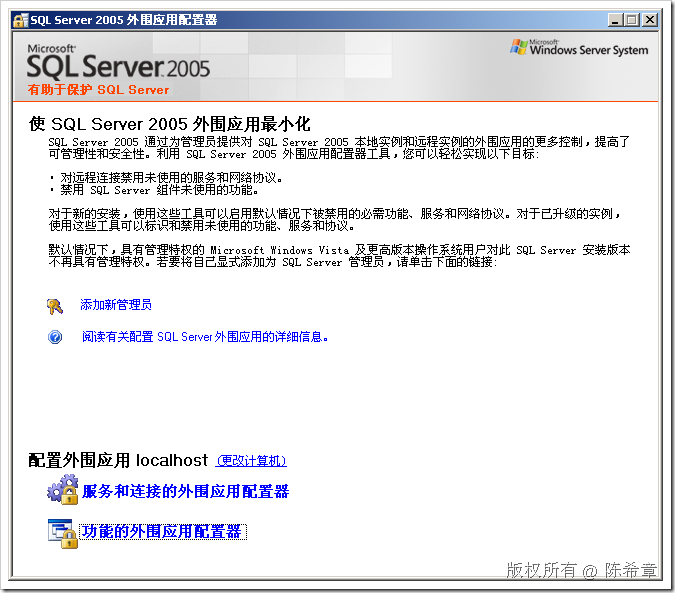 SQL Server 2005 外围应用配置器
Microsoft
SQL Server 2005
Microsoft
Windows Server System
有助于保护 SQL Server
使 SQL Server 2005 外围应用最小化
SQL Server 2005 通过为管理员提供对 SQL Server 2005 本地实例和远程实例的外围应用的更多控制，提高了
可管理性和安全性。利用 SQL Server 2005 外围应用配置器工具，您可以轻松实现以下目标:
· 对远程连接禁用未使用的服务和网络协议。
· 禁用 SQL Server 组件未使用的功能。
对于新的安装，使用这些工具可以启用默认情况下被禁用的必需功能、服务和网络协议。对于已升级的实例，
使用这些工具可以标识和禁用未使用的功能、服务和协议。
默认情况下，具有管理特权的 Microsoft Windows Vista 及更高版本操作系统用户对此 SQL Server 安装版本
不再具有管理特权。若要将自己显式添加为 SQL Server 管理员，请单击下面的链接:
添加新管理员
阅读有关配置 SQL Server 外围应用的详细信息。
配置外围应用 localhost (更改计算机)
服务和连接的外围应用配置器
功能的外围应用配置器
版权所有 @ 陈希章